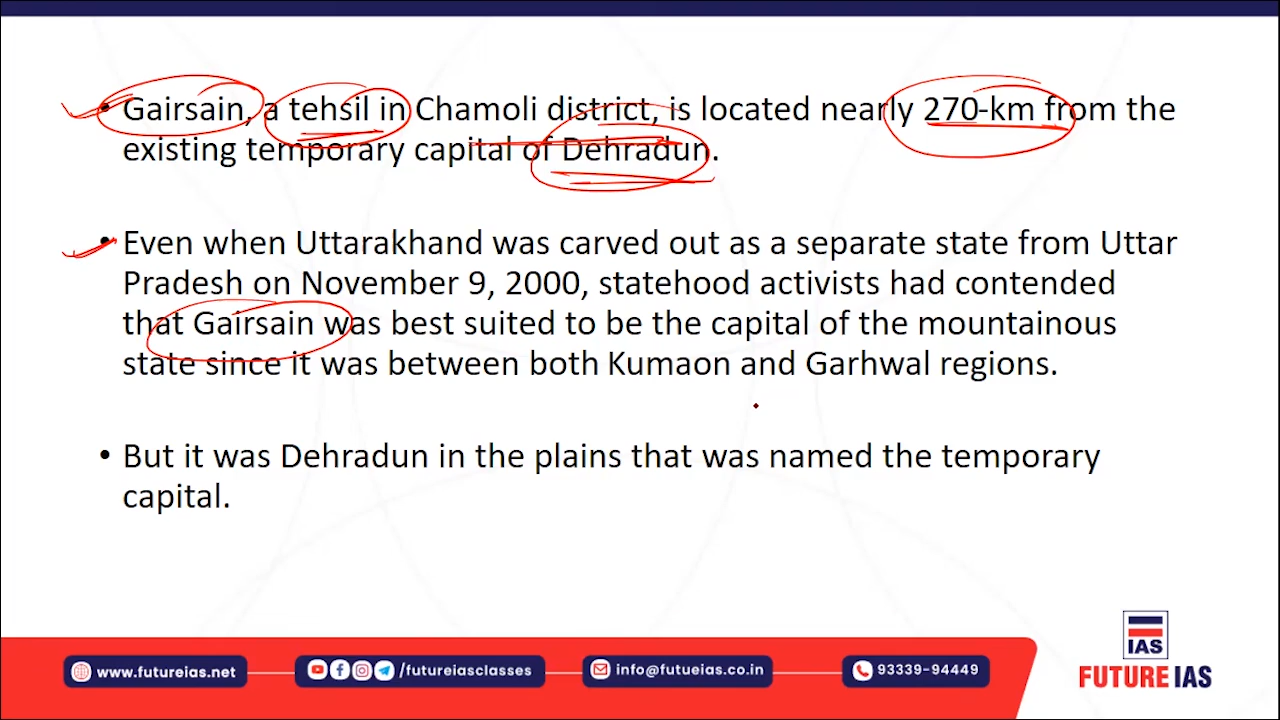 • Gairsain, a tehsil in Chamoli district, is located nearly 270-km from the
existing temporary capital of Dehradun.
• Even when Uttarakhand was carved out as a separate state from Uttar
Pradesh on November 9, 2000, statehood activists had contended
that Gairsain was best suited to be the capital of the mountainous
state since it was between both Kumaon and Garhwal regions.
• But it was Dehradun in the plains that was named the temporary
capital.
IAS
www.futureias.net
/futureiasclasses
info@futueias.co.in
93339-94449
FUTURE IAS